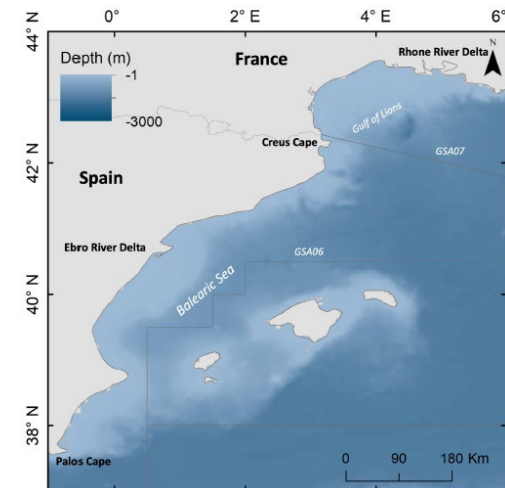 0°
2° E
4° E
6°
44° N
France
Rhone River Delta
N
Depth (m)
-1
-3000
Gulf of Lions
Creus Cape
GSA07
42° N
Spain
Ebro River Delta
GSA06
Balearic Sea
40° N
38° N
Palos Cape
0 90 180 Km